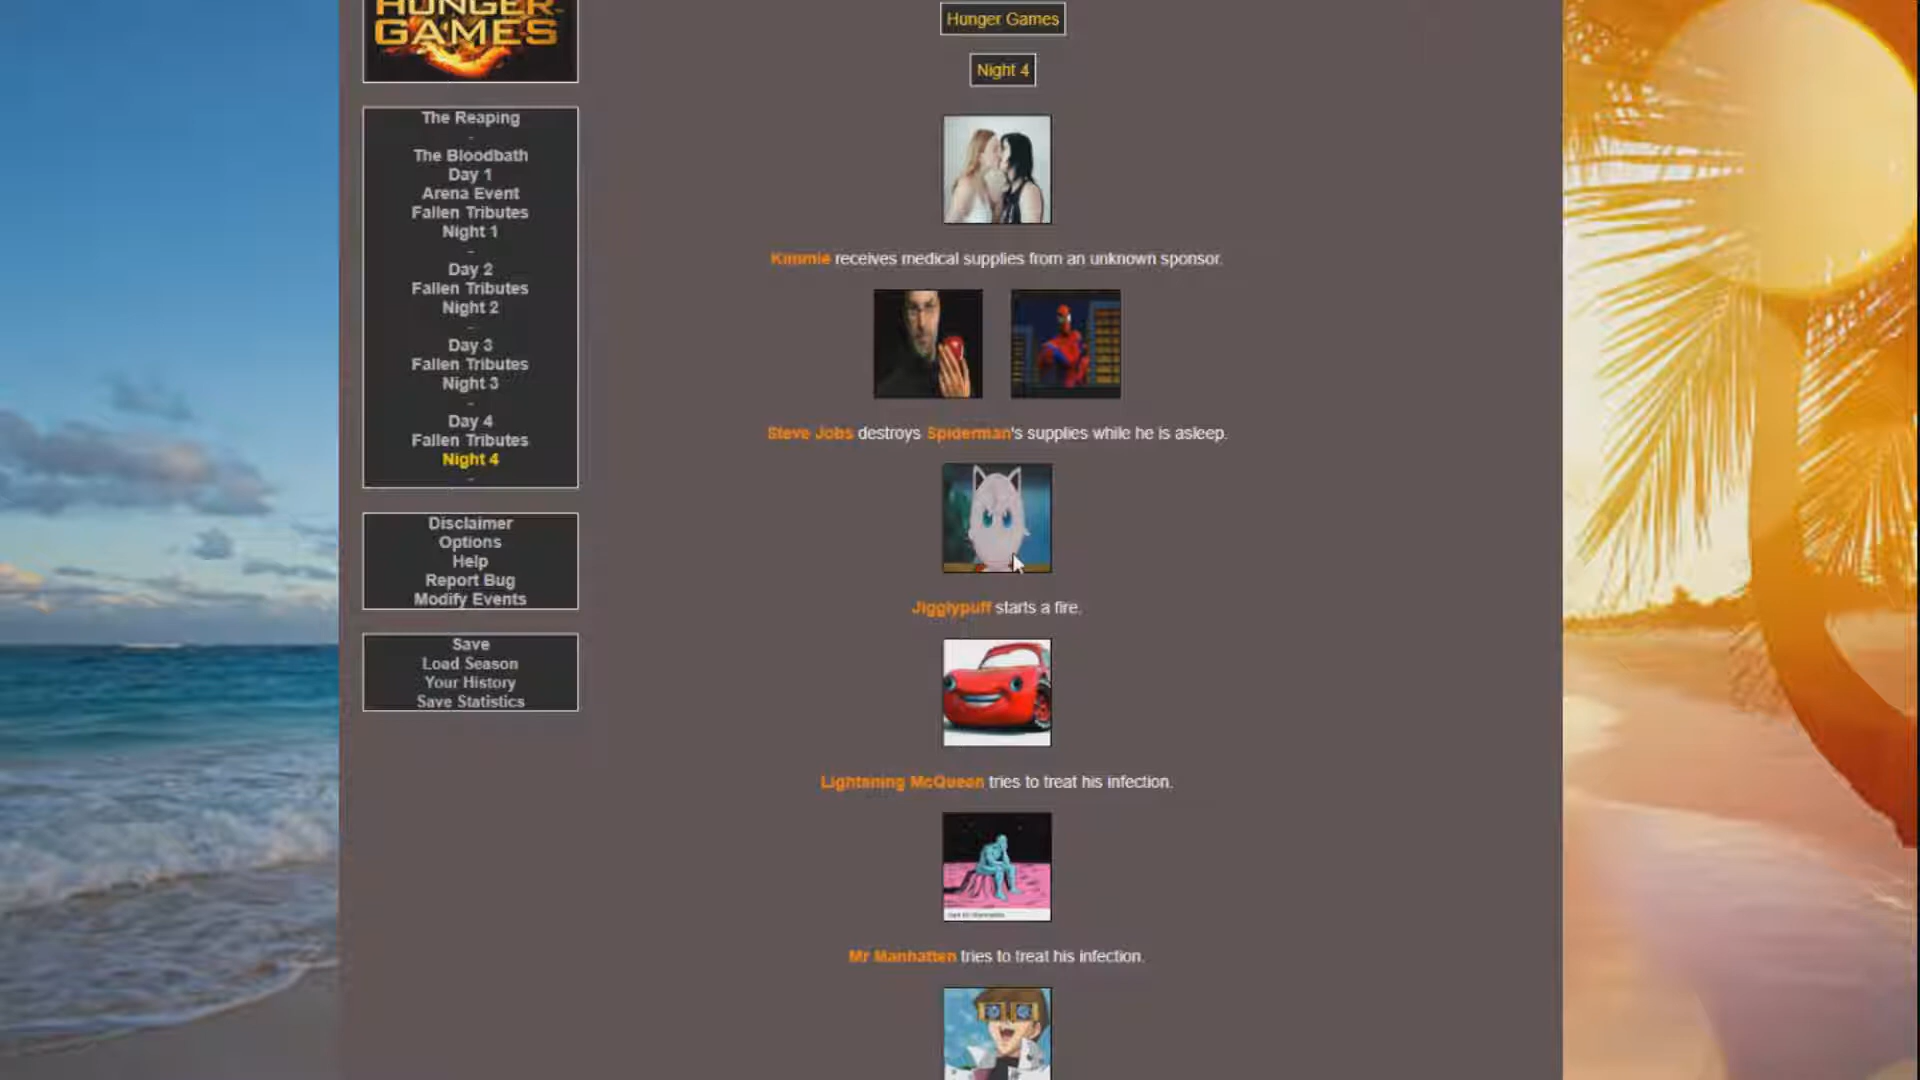 HUNGER
GAMES
The Reaping
-
The Bloodbath
Day 1
Arena Event
Fallen Tributes
Night 1
-
Day 2
Fallen Tributes
Night 2
-
Day 3
Fallen Tributes
Night 3
-
Day 4
Fallen Tributes
Night 4
-
Disclaimer
Options
Help
Report Bug
Modify Events
Save
Load Season
Your History
Save Statistics
Hunger Games
Night 4
Kimmie receives medical supplies from an unknown sponsor.
Steve Jobs destroys Spiderman's supplies while he is asleep.
Jigglypuff starts a fire.
Lightening McQueen tries to treat his infection.
Mr Manhatten tries to treat his infection.